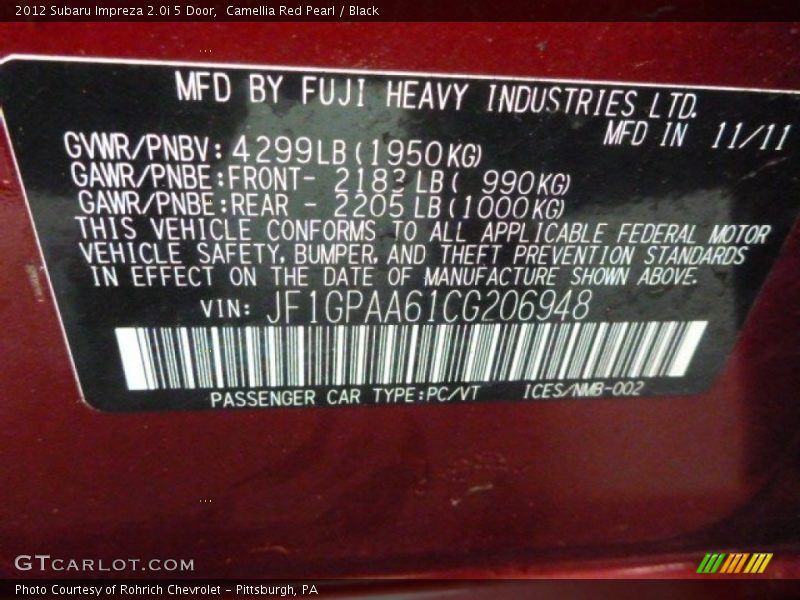 2012 Subaru Impreza 2.0i 5 Door,  Camellia Red Pearl / Black
MFD BY FUJI HEAVY INDUSTRIES LTD.
MFD IN 11/11
GVWR/PNBV: 4299LB(1950KG)
GAWR/PNBE:FRONT- 2183LB( 990KG)
GAWR/PNBE:REAR - 2205LB(1000KG)
THIS VEHICLE CONFORMS TO ALL APPLICABLE FEDERAL MOTOR
VEHICLE SAFETY, BUMPER, AND THEFT PREVENTION STANDARDS
IN EFFECT ON THE DATE OF MANUFACTURE SHOWN ABOVE.
VIN: JF1GPAA61CG206948
PASSENGER CAR TYPE:PC/VT ICES/NMB-002
GTCARLOT.COM
Photo Courtesy of Rohrich Chevrolet - Pittsburgh, PA